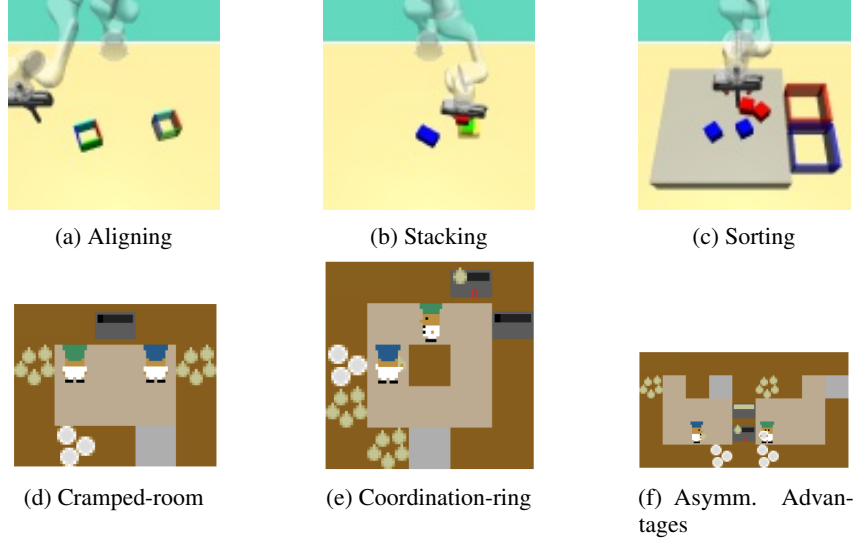 (a) Aligning
(b) Stacking
(c) Sorting
(d) Cramped-room
(e) Coordination-ring
(f) Asymm. Advan-
tages